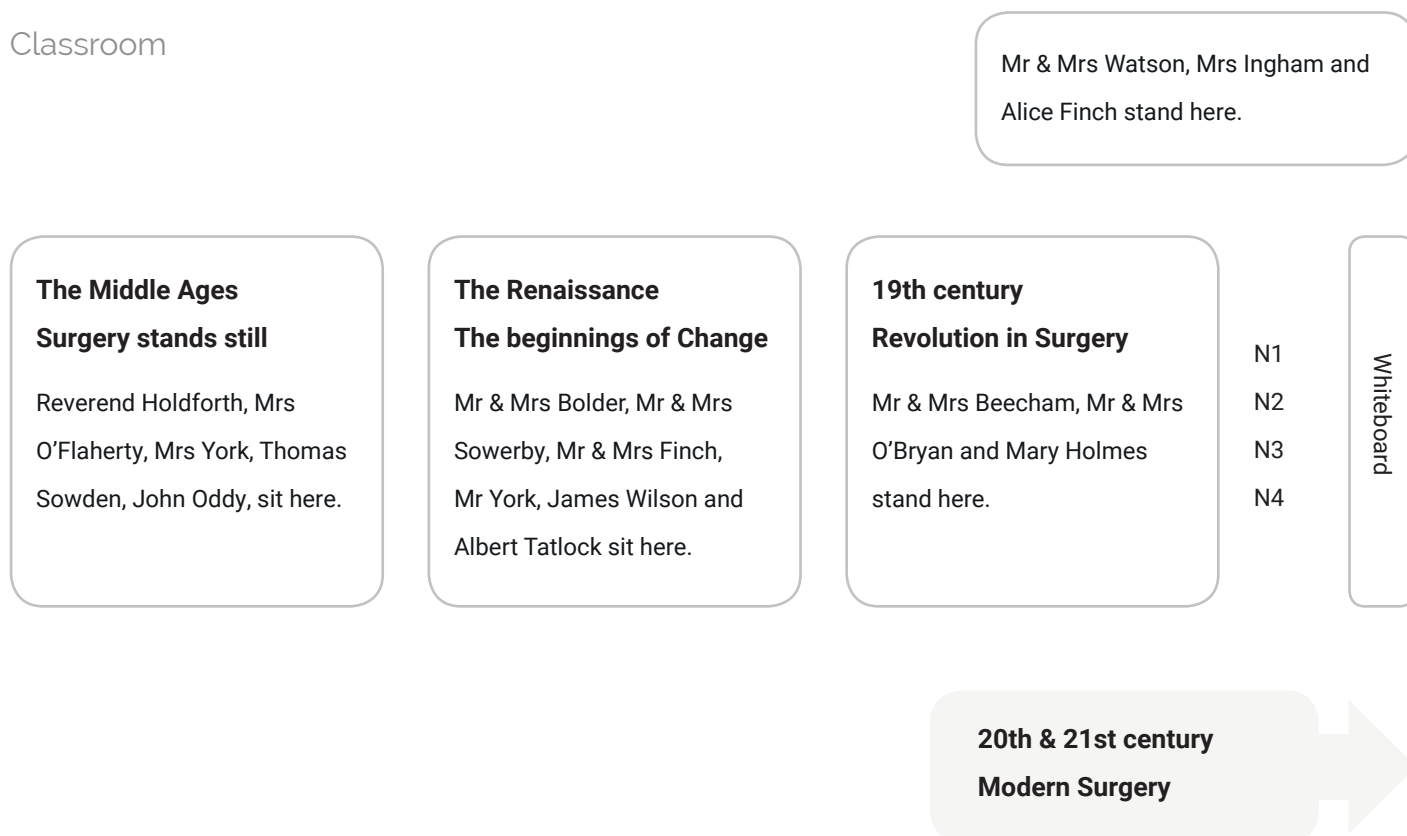 Classroom
Mr & Mrs Watson, Mrs Ingham and
Alice Finch stand here.
The Middle Ages
Surgery stands still
Reverend Holdforth, Mrs
O’Flaherty, Mrs York, Thomas
Sowden, John Oddy, sit here.
The Renaissance
The beginnings of Change
Mr & Mrs Bolder, Mr & Mrs
Sowerby, Mr & Mrs Finch,
Mr York, James Wilson and
Albert Tatlock sit here.
19th century
Revolution in Surgery
Mr & Mrs Beecham, Mr & Mrs
O’Bryan and Mary Holmes
stand here.
N1
N2
N3
N4
Whiteboard
20th & 21st century
Modern Surgery